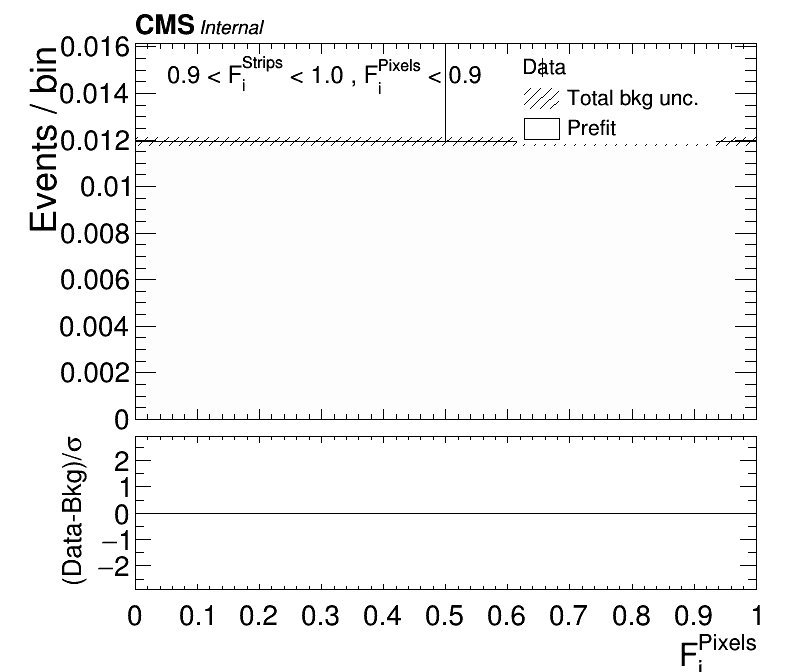 CMS Internal
0.9 < F_i^Strips < 1.0 , F_i^Pixels < 0.9
Data
Total bkg unc.
Prefit
Events / bin
0.016
0.014
0.012
0.01
0.008
0.006
0.004
0.002
0
(Data-Bkg)/σ
2
1
0
−1
−2
0 0.1 0.2 0.3 0.4 0.5 0.6 0.7 0.8 0.9 1
F_i^Pixels